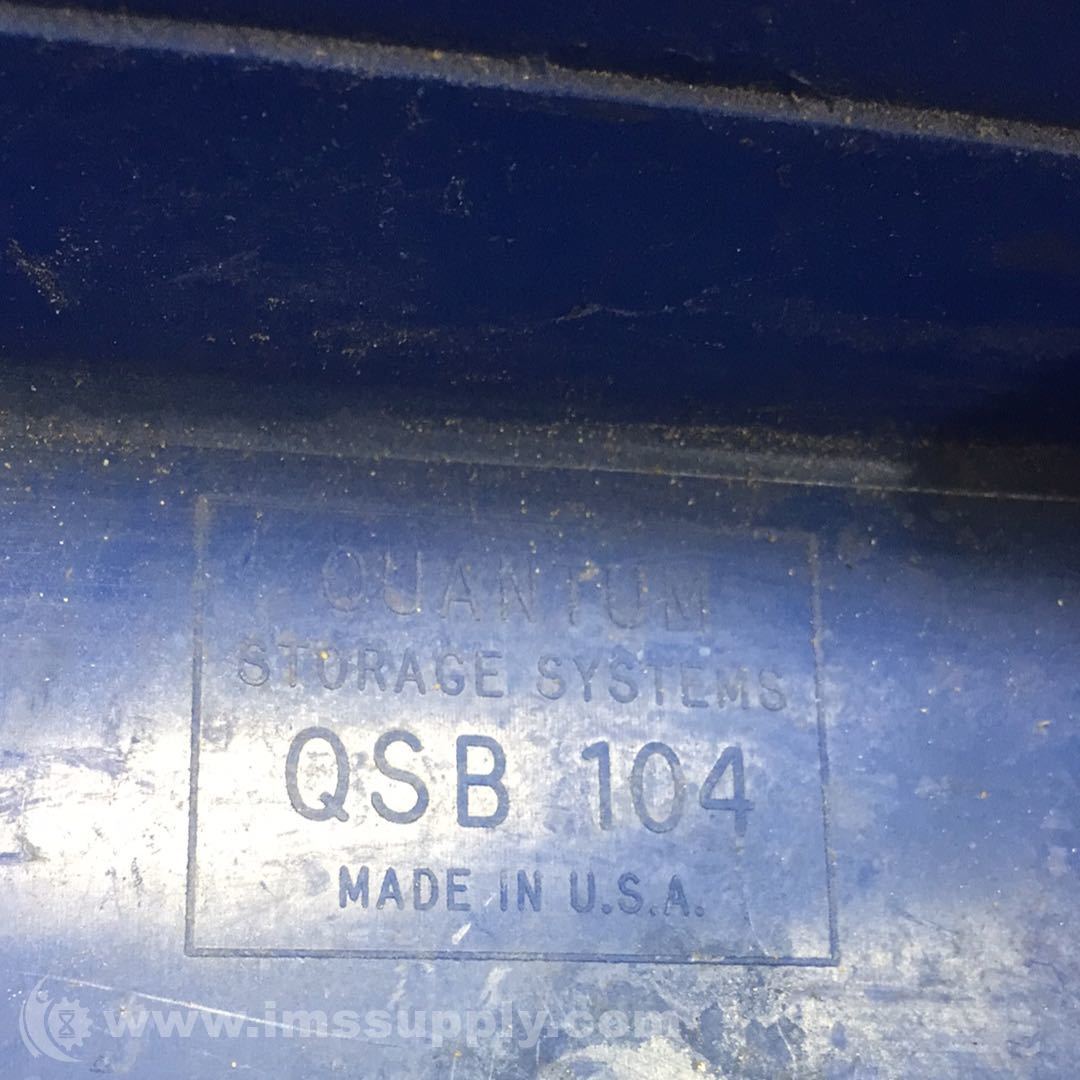 QUANTUM
STORAGE SYSTEMS
QSB 104
MADE IN U.S.A.
www.imssupply.com